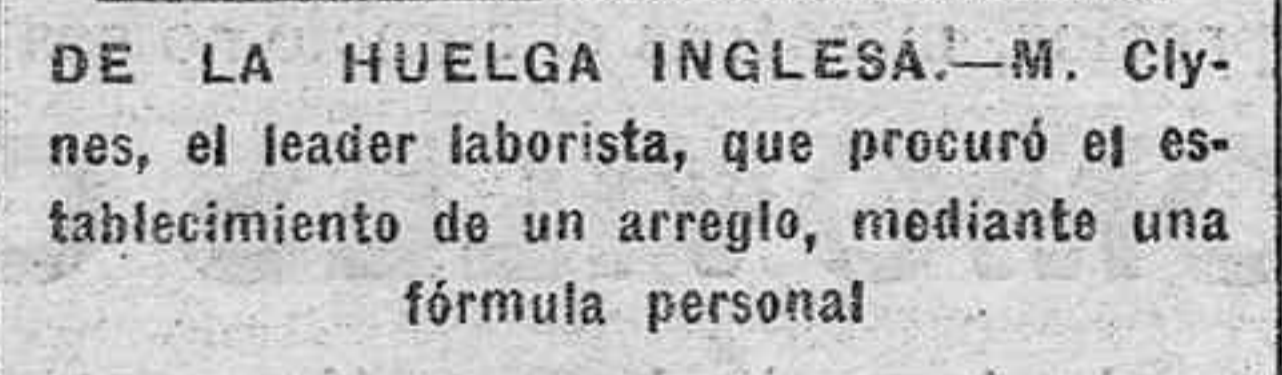 DE LA HUELGA INGLESA.—M. Cly-
nes, el leader laborista, que procuró el es-
tablecimiento de un arreglo, mediante una
fórmula personal